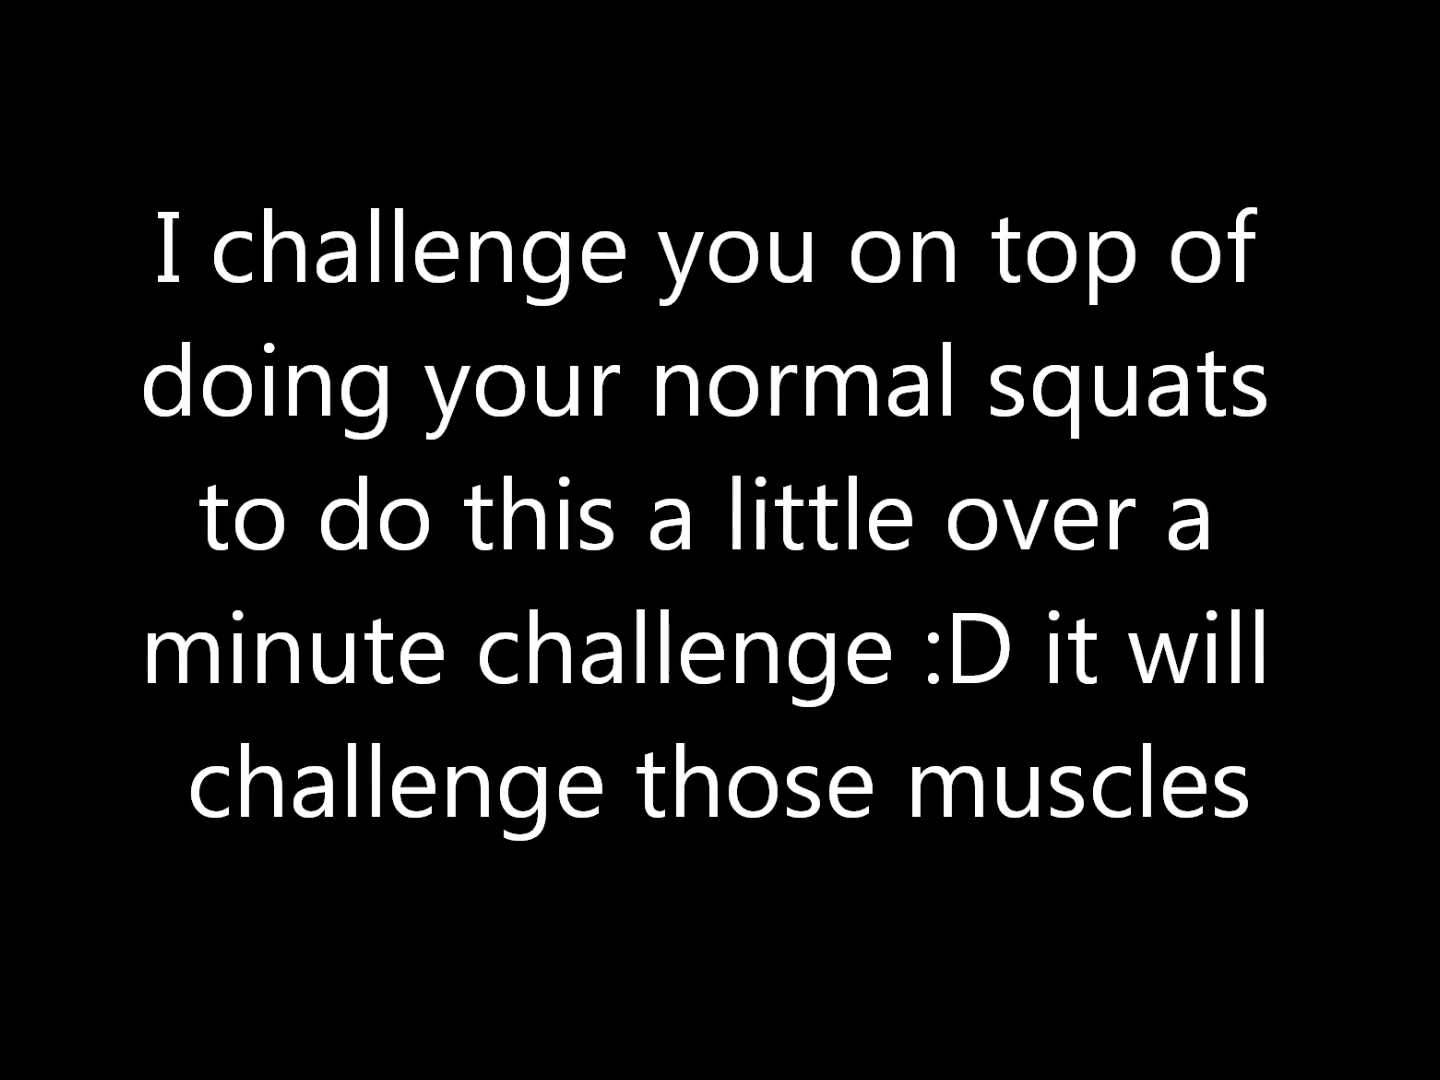 I challenge you on top of
doing your normal squats
to do this a little over a
minute challenge :D it will
challenge those muscles